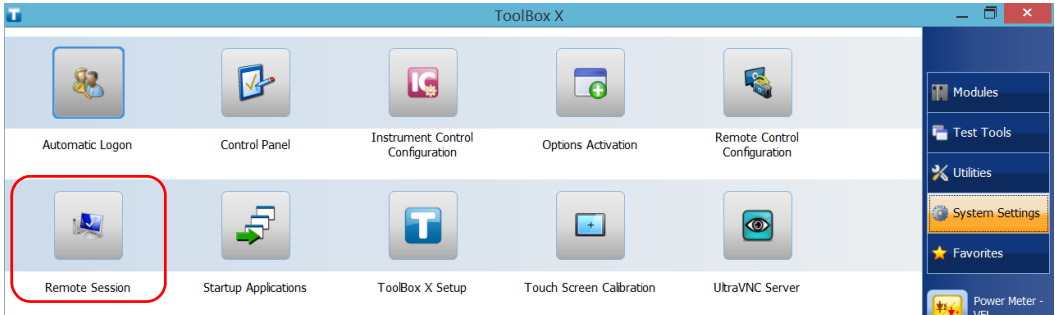 ToolBox X
Automatic Logon
Control Panel
Instrument Control
Configuration
Options Activation
Remote Control
Configuration
Remote Session
Startup Applications
ToolBox X Setup
Touch Screen Calibration
UltraVNC Server
Modules
Test Tools
Utilities
System Settings
Favorites
Power Meter -
VFL